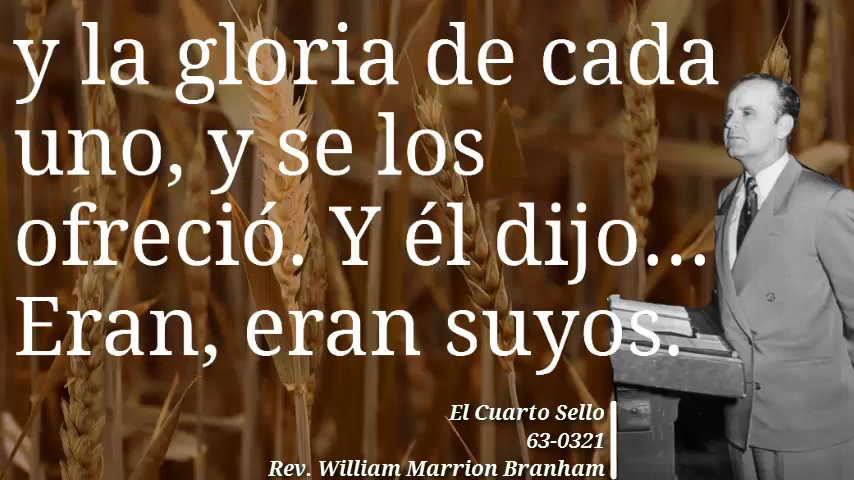 y la gloria de cada
uno, y se los
ofreció. Y él dijo...
Eran, eran suyos.
El Cuarto Sello
63-0321
Rev. William Marrion Branham